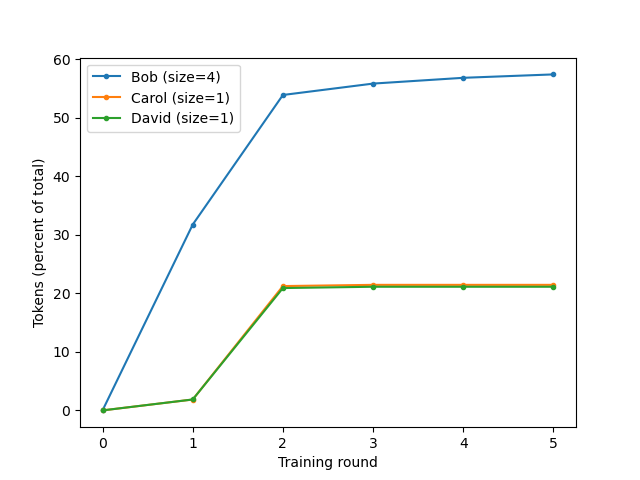 60
50
40
30
20
10
0
Tokens (percent of total)
Bob (size=4)
Carol (size=1)
David (size=1)
0 1 2 3 4 5
Training round